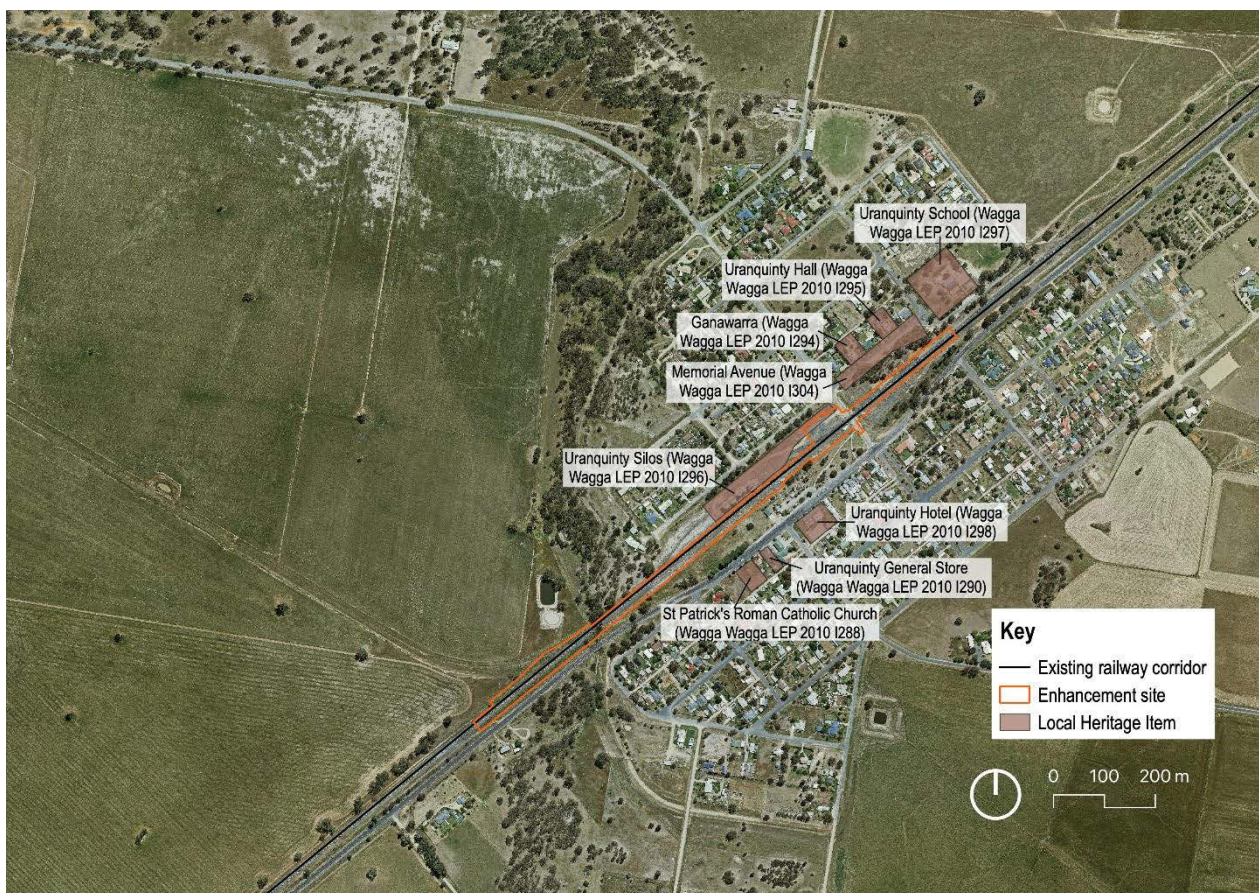 Uranquinty School (Wagga
Wagga LEP 2010 I297)
Uranquinty Hall (Wagga
Wagga LEP 2010 I295)
Ganawarra (Wagga
Wagga LEP 2010 I294)
Memorial Avenue (Wagga
Wagga LEP 2010 I304)
Uranquinty Silos (Wagga
Wagga LEP 2010 I296)
Uranquinty Hotel (Wagga
Wagga LEP 2010 I298)
Uranquinty General Store
(Wagga Wagga LEP 2010 I290)
St Patrick's Roman Catholic Church
(Wagga Wagga LEP 2010 I288)
Key
Existing railway corridor
Enhancement site
Local Heritage Item
0 100 200 m